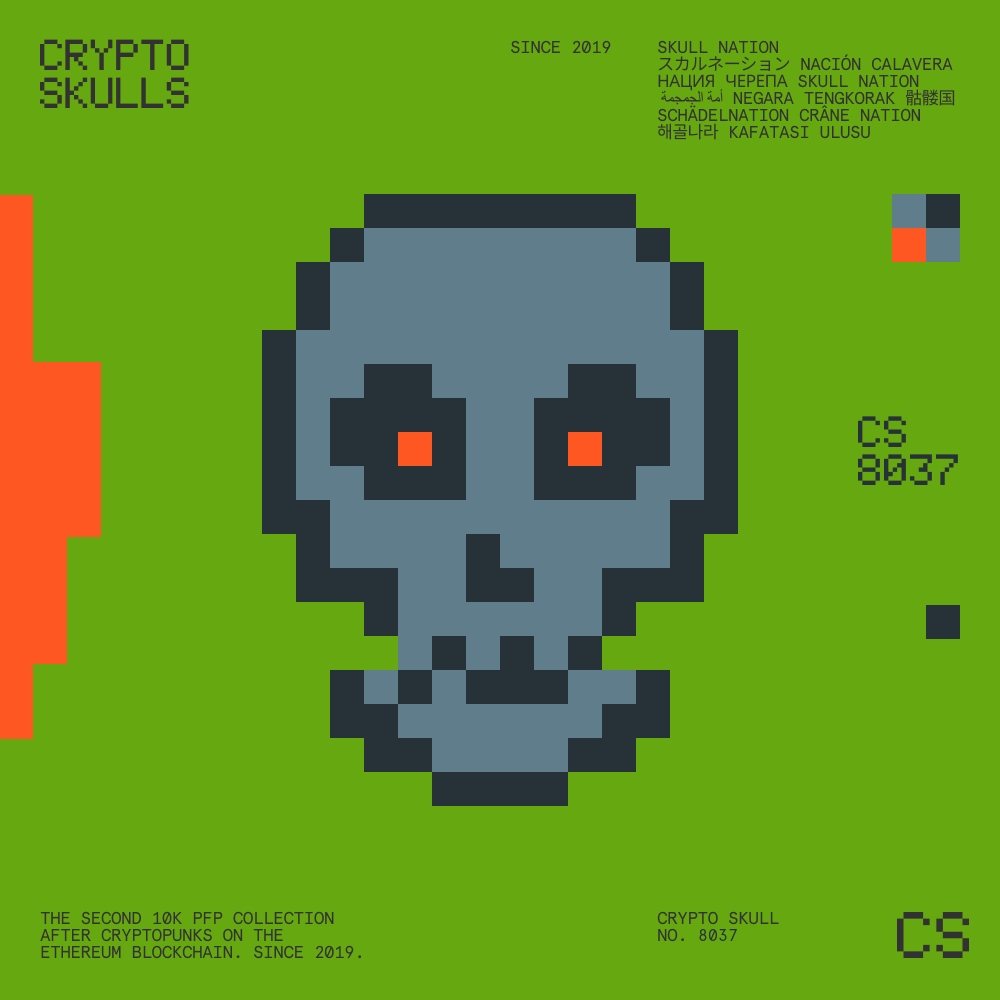 CRYPTO
SKULLS
SINCE 2019
SKULL NATION
スカルネーション NACIÓN CALAVERA
НАЦИЯ ЧЕРЕПА SKULL NATION
أمة الجمجمة NEGARA TENGKORAK 骷髅国
SCHÄDELNATION CRÂNE NATION
해골나라 KAFATASI ULUSU
CS
8037
THE SECOND 10K PFP COLLECTION
AFTER CRYPTOPUNKS ON THE
ETHEREUM BLOCKCHAIN. SINCE 2019.
CRYPTO SKULL
NO. 8037
CS